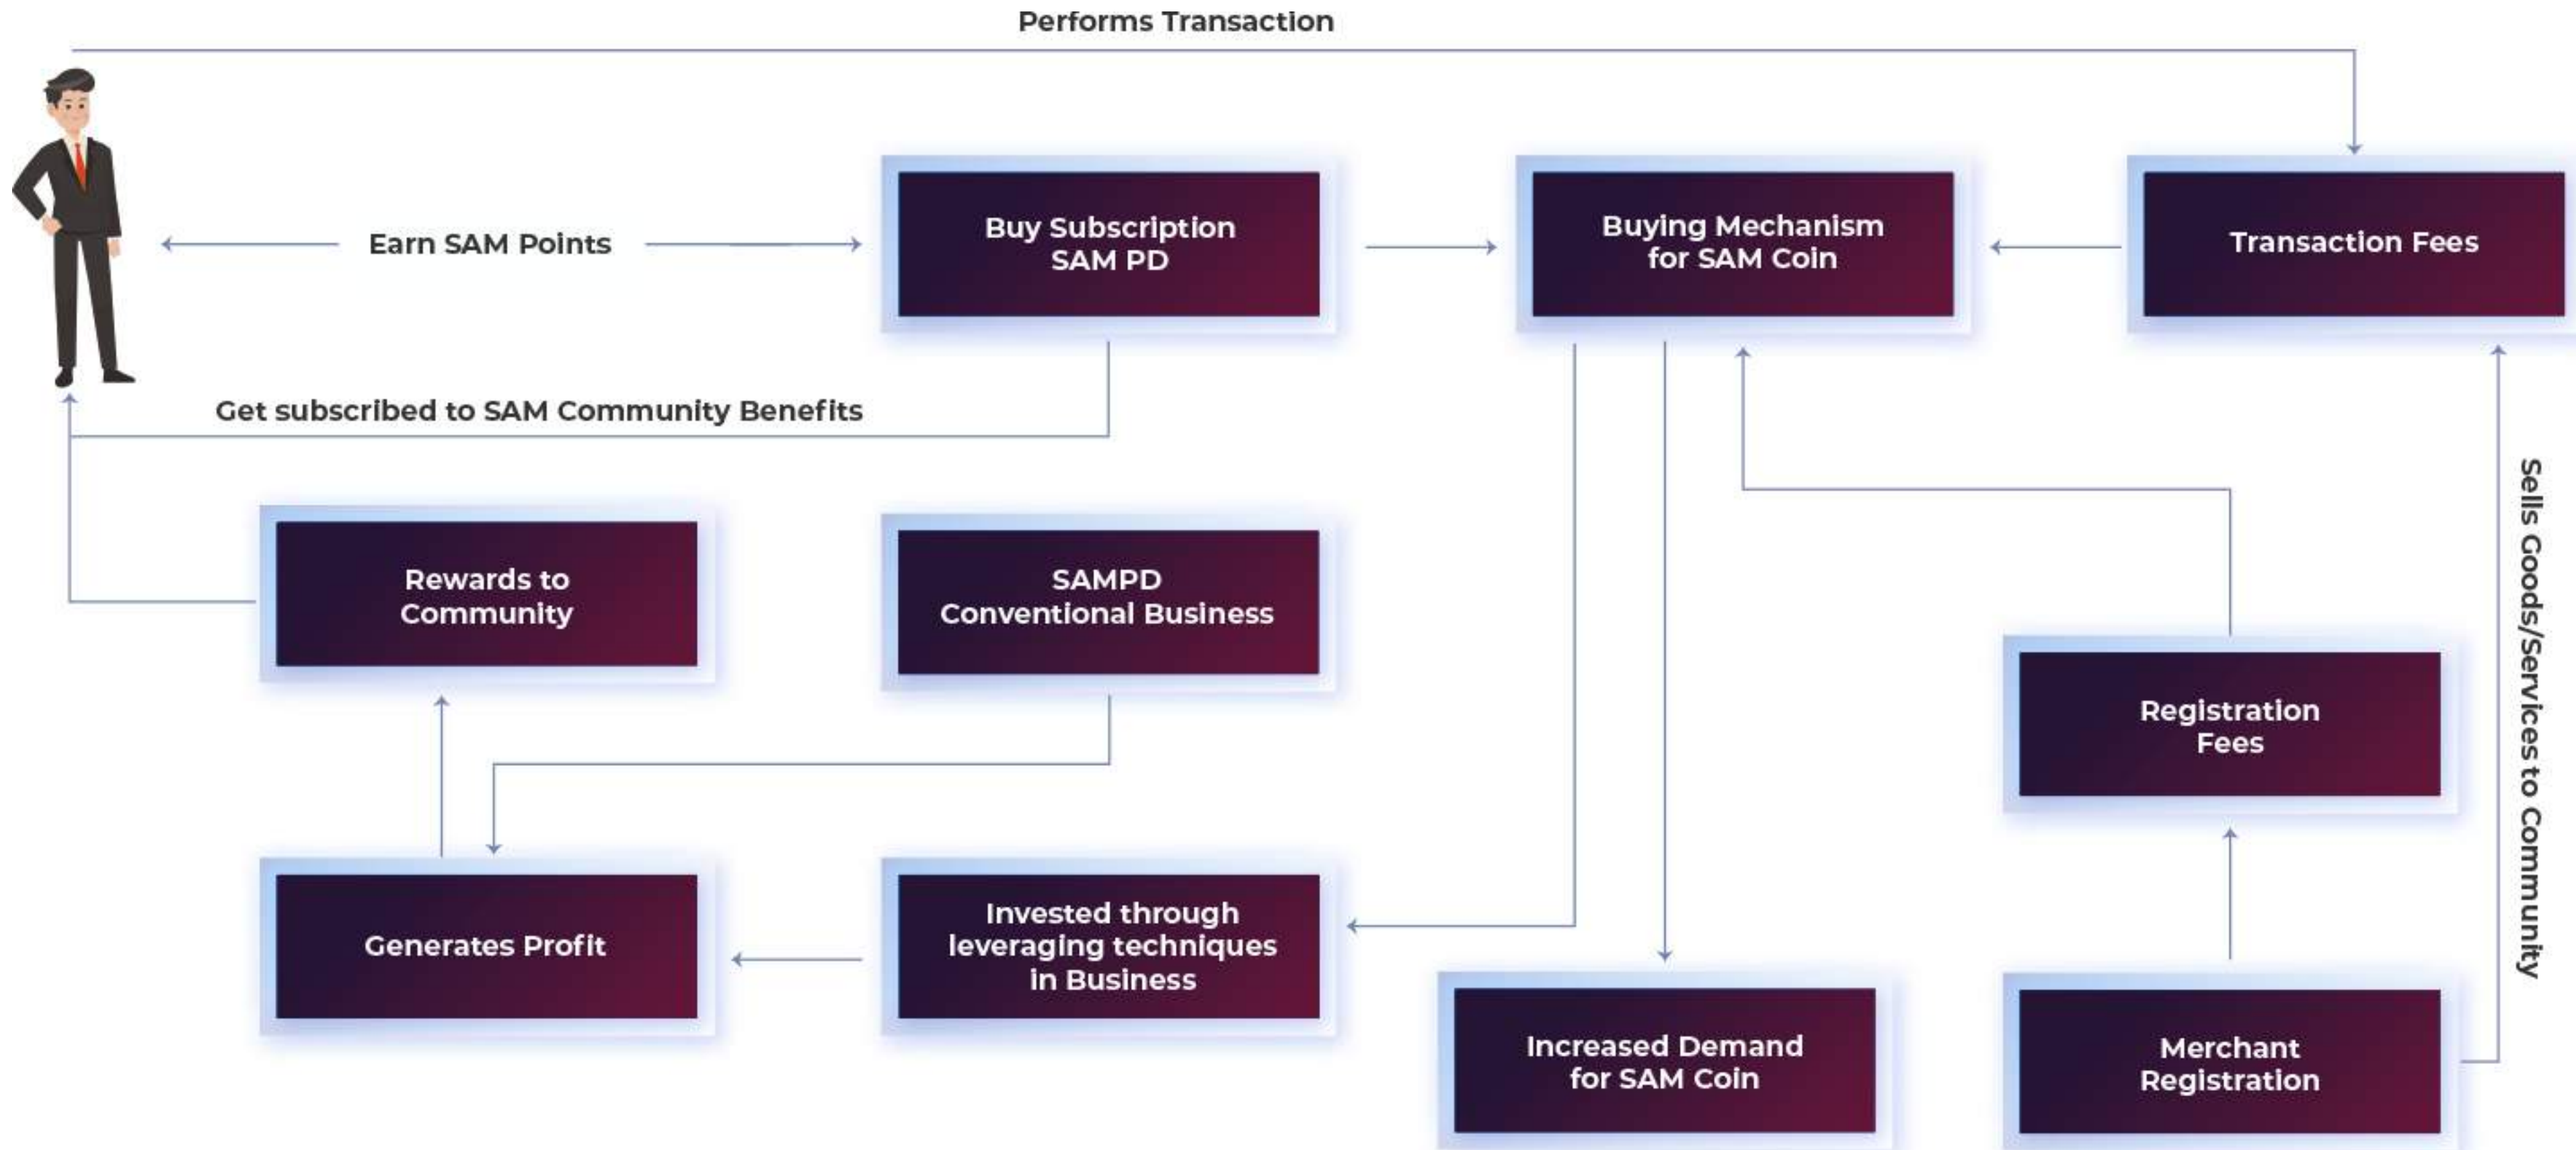 Performs Transaction
Earn SAM Points
Buy Subscription
SAM PD
Buying Mechanism
for SAM Coin
Transaction Fees
Get subscribed to SAM Community Benefits
Rewards to
Community
SAMPD
Conventional Business
Sells Goods/Services to Community
Registration
Fees
Generates Profit
Invested through
leveraging techniques
in Business
Increased Demand
for SAM Coin
Merchant
Registration